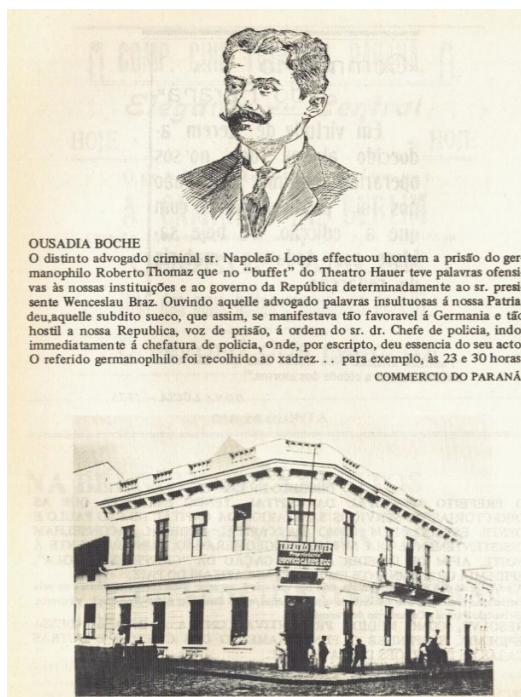 OUSADIA BOCHE
O distinto advogado criminal sr. Napoleão Lopes effectuou hontem a prisão do ger
manophilo Roberto Thomaz que no “buffet” do Theatro Hauer teve palavras ofensi
vas às nossas instituições e ao governo da República determinadamente ao sr. presi
sente Wenceslau Braz. Ouvindo aquelle advogado palavras insultuosas á nossa Patria
deu,aquelle subdito sueco, que assim, se manifestava tão favoravel á Germania e tão
hostil a nossa Republica, voz de prisão, á ordem do sr. dr. Chefe de policia, indo
immediatamente á chefatura de policia, onde, por escripto, deu essencia do seu acto
O referido germanoplhilo foi recolhido ao xadrez. . . para exemplo, às 23 e 30 horas
COMMERCIO DO PARANÁ
THEATRO HAUER
Proprietario